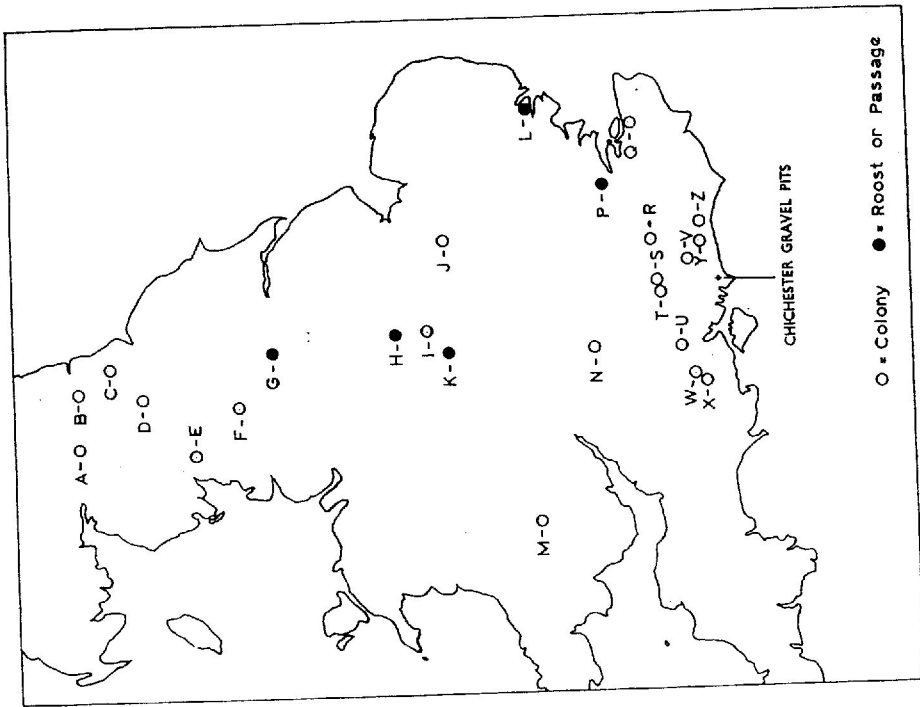 A-
B-
C-
D-
-E
F-
G-
H-
I-
K-
J-
L-
M-
N-
P-
Q-
-R
-S
T-
-U
-V
Y-
-Z
W-
X-
CHICHESTER GRAVEL PITS
= Colony = Roost or Passage